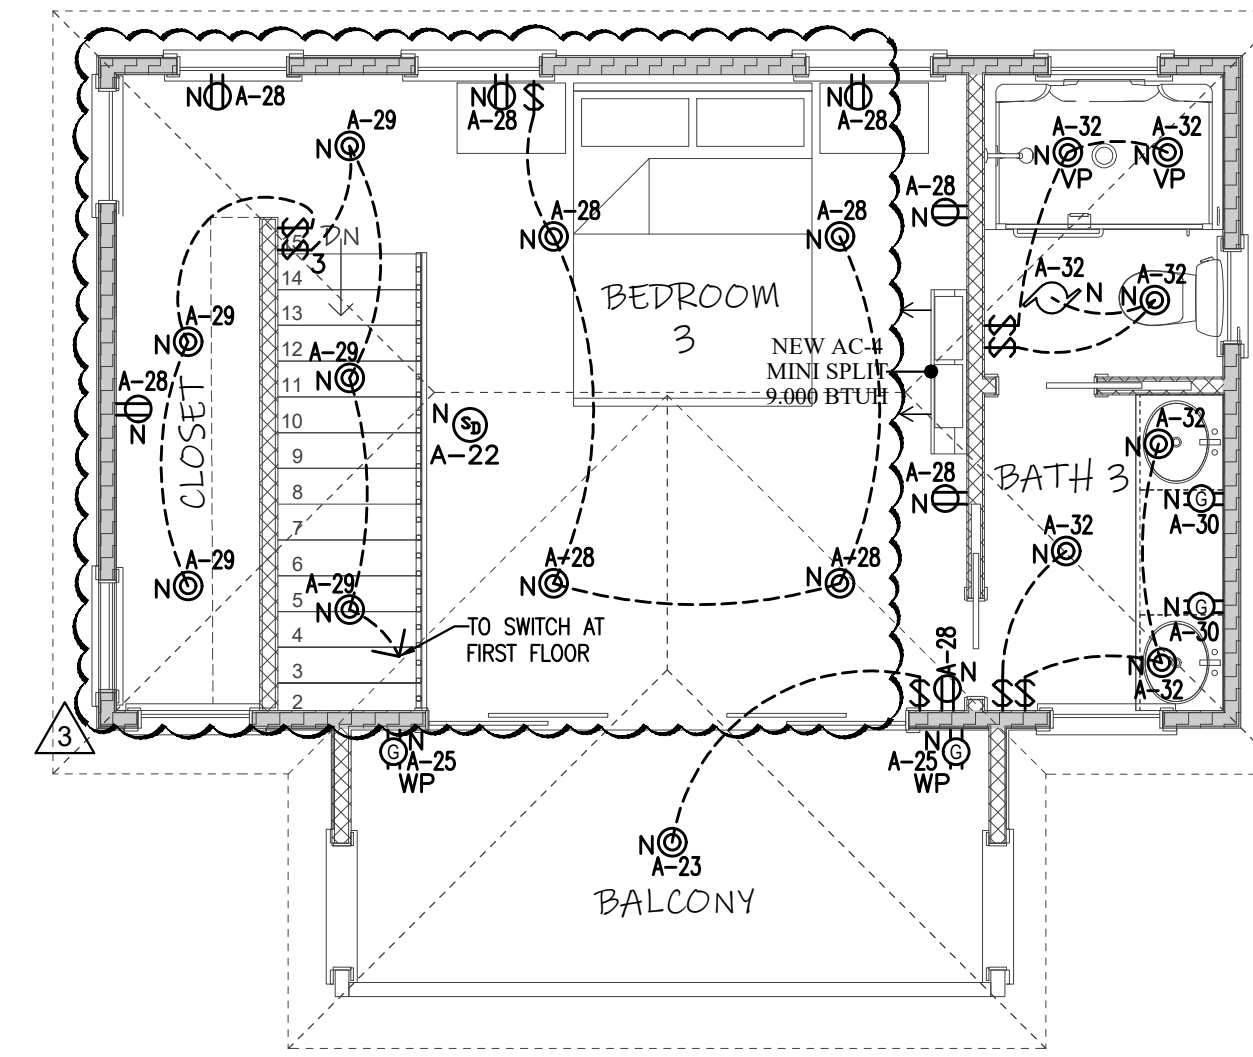 N A-28
N $
A-28
N
A-28
A-29
N
A-32
N
VP
A-32
N
VP
A-28
N
A-28
N
A-28
N
$
$
3
15
DN
14
13
12
11
10
9
8
7
6
5
4
3
2
A-32
N
A-32
N
BEDROOM
3
A-29
N
A-29
N
$
$
NEW AC-4
MINI SPLIT
9.000 BTUH
A-28
N
CLOSET
N
SD
A-22
A-28
N
BATH 3
A-32
N
N G
A-30
A-32
N
A-29
N
A-29
N
A-28
N
A-28
N
N G
A-30
TO SWITCH AT
FIRST FLOOR
A-28
N
$
$ $
N
A-32
3
G N
A-25
WP
N
A-25 G
WP
N
A-23
BALCONY